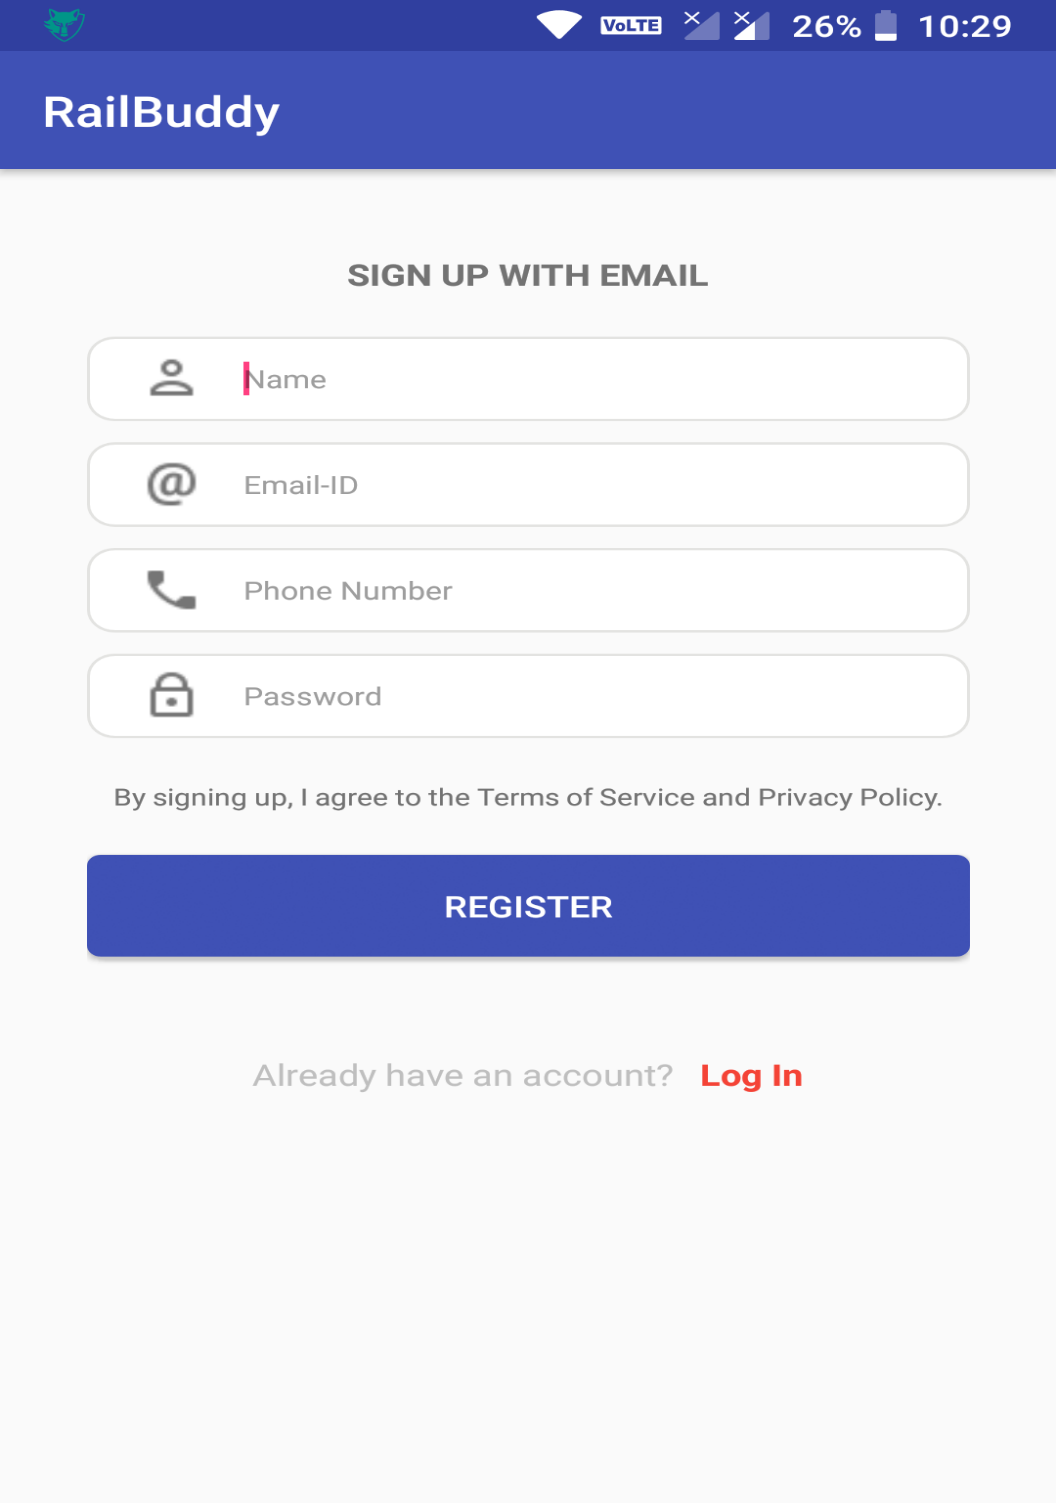 VoLTE 26% 10:29
RailBuddy
SIGN UP WITH EMAIL
Name
@ Email-ID
Phone Number
Password
By signing up, I agree to the Terms of Service and Privacy Policy.
REGISTER
Already have an account? Log In